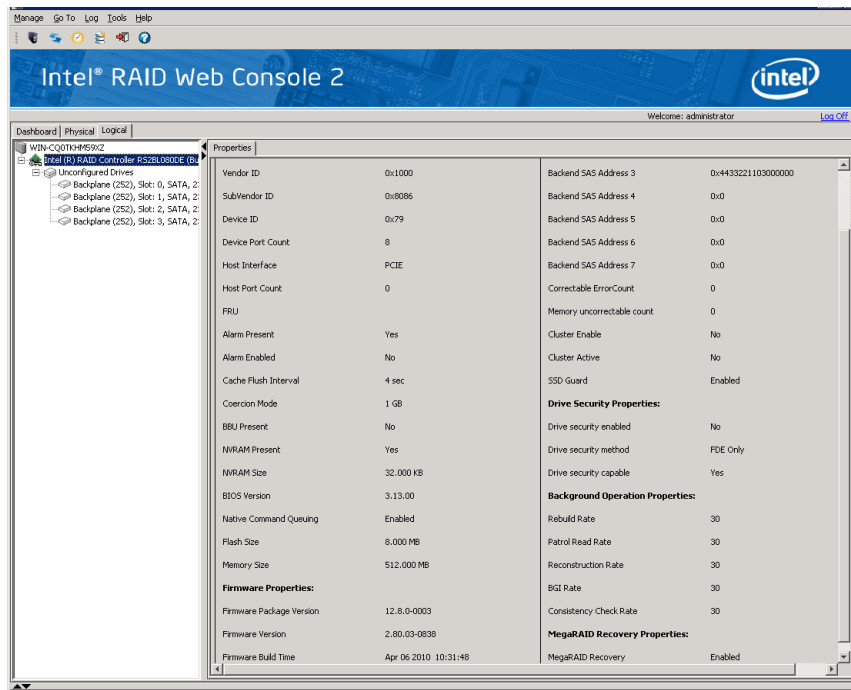 Manage Go To Log Tools Help
Intel® RAID Web Console 2
intel
Welcome: administrator Log Off
Dashboard Physical Logical
WIN-CQ0TKHM59XZ
Intel (R) RAID Controller RS2BL080DE (Bu
Unconfigured Drives
Backplane (252), Slot: 0, SATA, 2
Backplane (252), Slot: 1, SATA, 2
Backplane (252), Slot: 2, SATA, 2
Backplane (252), Slot: 3, SATA, 2
Properties
Vendor ID 0x1000
SubVendor ID 0x8086
Device ID 0x79
Device Port Count 8
Host Interface PCIE
Host Port Count 0
FRU
Alarm Present Yes
Alarm Enabled No
Cache Flush Interval 4 sec
Coercion Mode 1 GB
BBU Present No
NVRAM Present Yes
NVRAM Size 32.000 KB
BIOS Version 3.13.00
Native Command Queuing Enabled
Flash Size 8.000 MB
Memory Size 512.000 MB
Firmware Properties:
Firmware Package Version 12.8.0-0003
Firmware Version 2.80.03-0838
Firmware Build Time Apr 06 2010 10:31:48
Backend SAS Address 3 0x4433221103000000
Backend SAS Address 4 0x0
Backend SAS Address 5 0x0
Backend SAS Address 6 0x0
Backend SAS Address 7 0x0
Correctable ErrorCount 0
Memory uncorrectable count 0
Cluster Enable No
Cluster Active No
SSD Guard Enabled
Drive Security Properties:
Drive security enabled No
Drive security method FDE Only
Drive security capable Yes
Background Operation Properties:
Rebuild Rate 30
Patrol Read Rate 30
Reconstruction Rate 30
BGI Rate 30
Consistency Check Rate 30
MegaRAID Recovery Properties:
MegaRAID Recovery Enabled